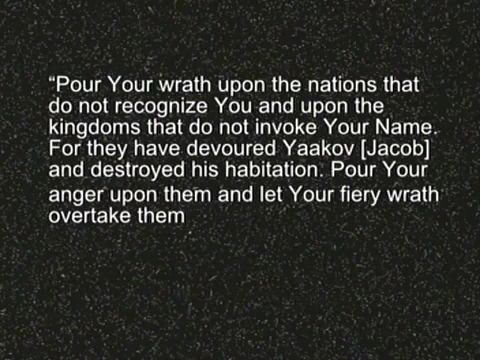 “Pour Your wrath upon the nations that
do not recognize You and upon the
kingdoms that do not invoke Your Name.
For they have devoured Yaakov [Jacob]
and destroyed his habitation. Pour Your
anger upon them and let Your fiery wrath
overtake them